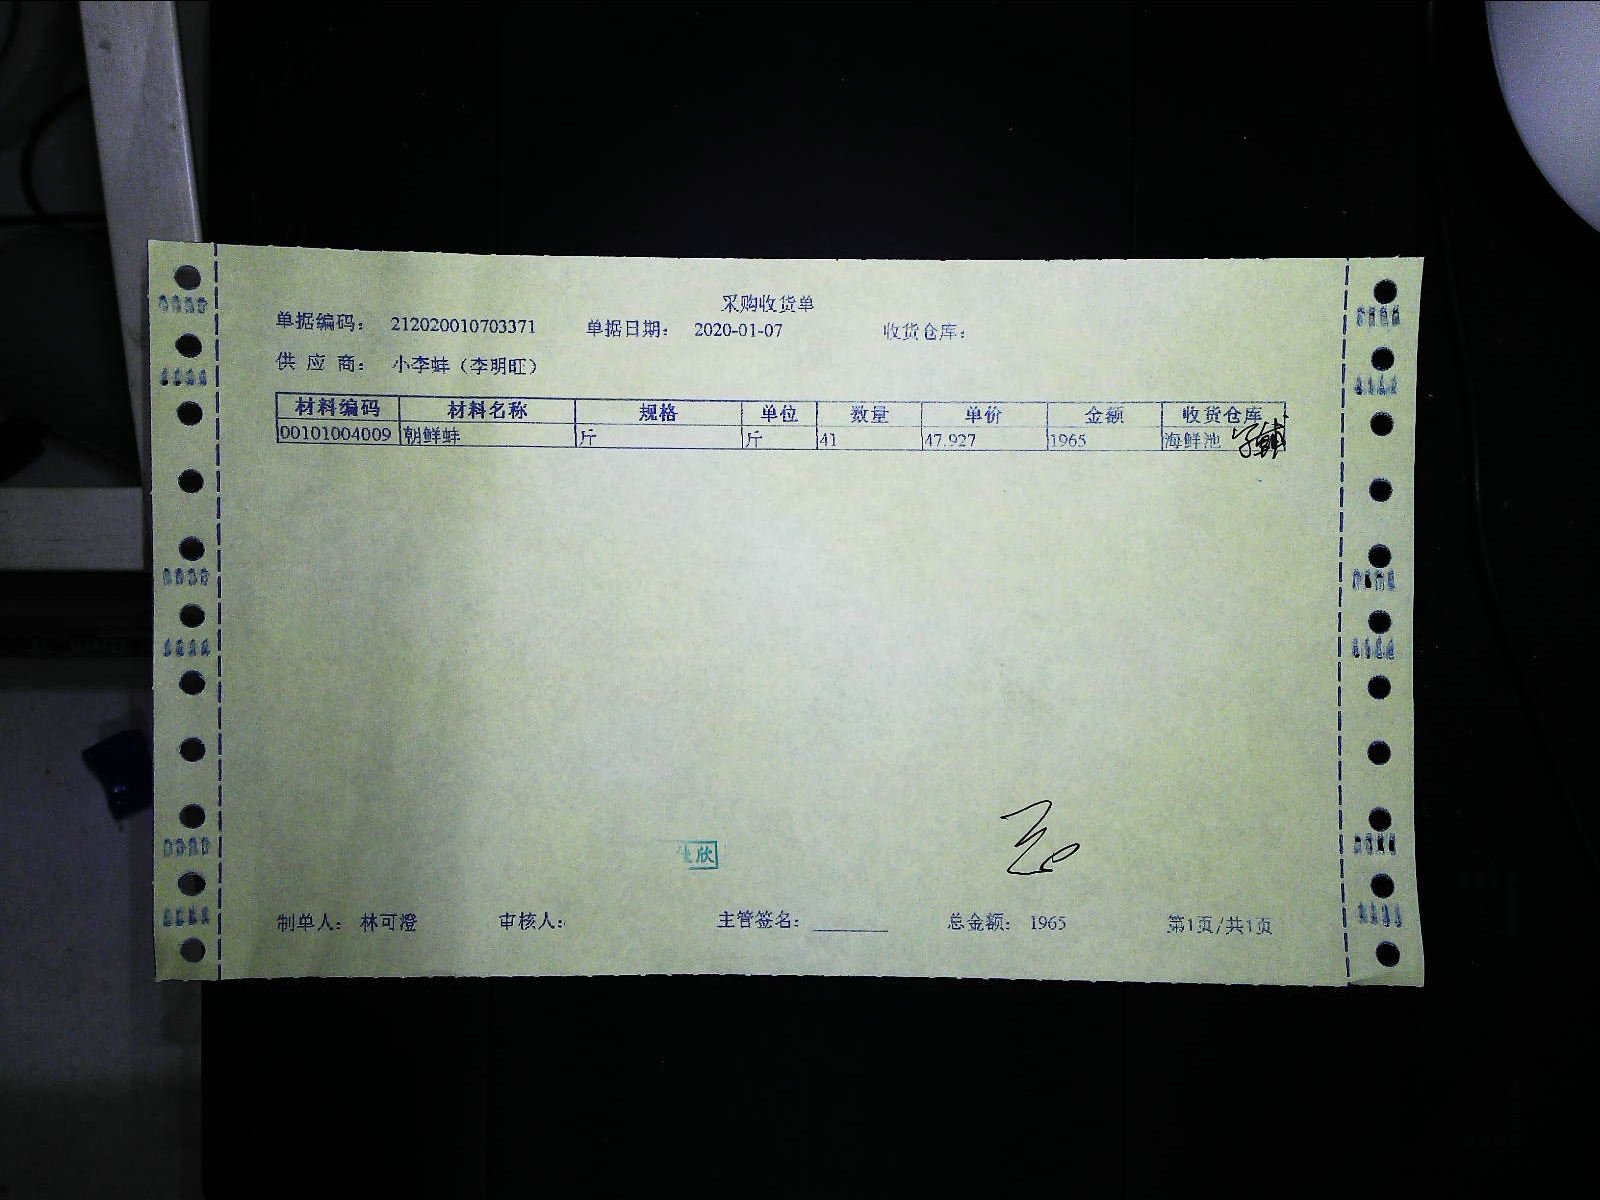 采购收货单
单据编码： 212020010703371 单据日期： 2020-01-07 收货仓库：
供 应 商： 小李蚌（李明旺）
材料编码 材料名称 规格 单位 数量 单价 金额 收货仓库
00101004009 朝鲜蚌 斤 斤 41 47.927 1965 海鲜池
欣
制单人： 林可澄 审核人： 主管签名： 总金额： 1965 第1页/共1页